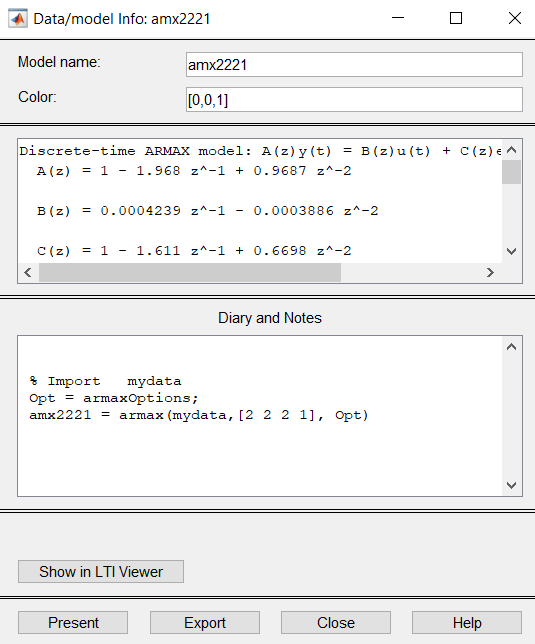 Data/model Info: amx2221
Model name:
amx2221
Color:
[0,0,1]
Discrete-time ARMAX model: A(z)y(t) = B(z)u(t) + C(z)e
A(z) = 1 - 1.968 z^-1 + 0.9687 z^-2
B(z) = 0.0004239 z^-1 - 0.0003886 z^-2
C(z) = 1 - 1.611 z^-1 + 0.6698 z^-2
Diary and Notes
% Import   mydata
Opt = armaxOptions;
amx2221 = armax(mydata,[2 2 2 1], Opt)
Show in LTI Viewer
Present
Export
Close
Help